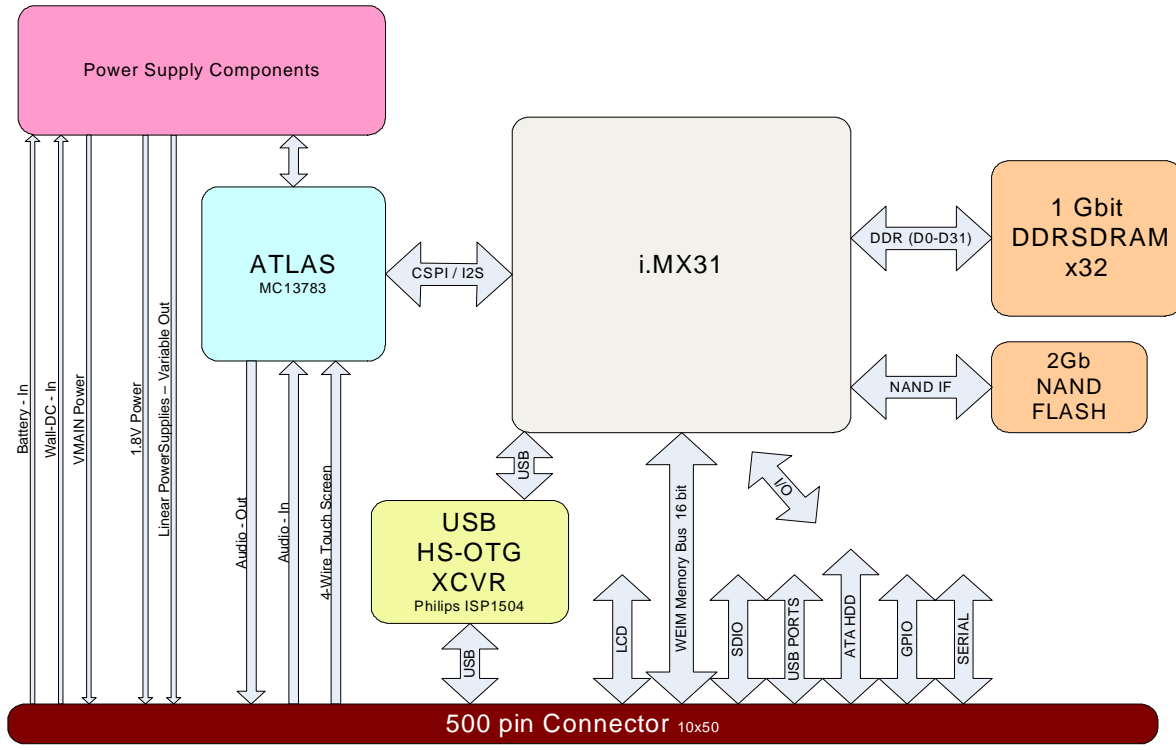 Power Supply Components
ATLAS
MC13783
CSPI / I2S
i.MX31
DDR (D0-D31)
1 Gbit
DDRSDRAM
x32
NAND IF
2Gb
NAND
FLASH
Battery - In
Wall-DC - In
VMAIN Power
1.8V Power
Linear PowerSupplies – Variable Out
Audio - Out
Audio - In
4-Wire Touch Screen
USB
USB
HS-OTG
XCVR
Philips ISP1504
USB
I/O
LCD
WEIM Memory Bus 16 bit
SDIO
USB PORTS
ATA HDD
GPIO
SERIAL
500 pin Connector 10x50